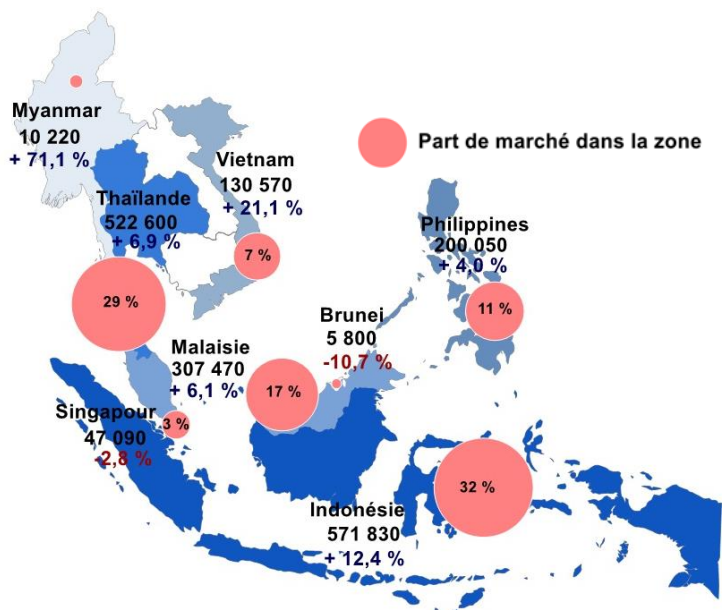 Myanmar
10 220
+ 71,1 %
Part de marché dans la zone
Vietnam
130 570
+ 21,1 %
Thaïlande
522 600
+ 6,9 %
7 %
29 %
Philippines
200 050
+ 4,0 %
11 %
Brunei
5 800
-10,7 %
Malaisie
307 470
+ 6,1 %
17 %
Singapour
47 090
-2,8 %
3 %
Indonésie
571 830
+ 12,4 %
32 %